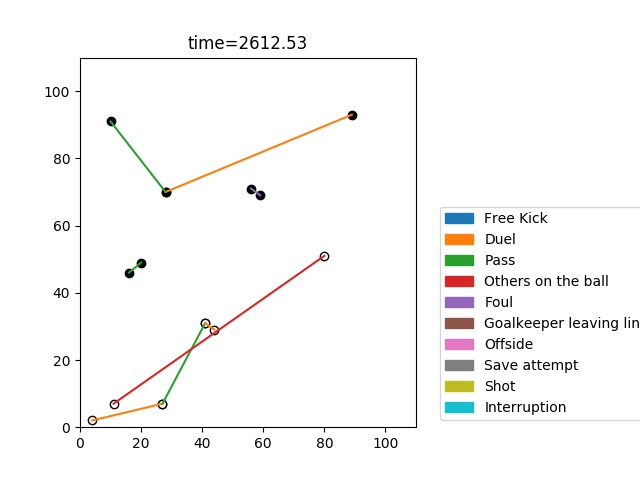 time=2612.53
100
80
60
40
20
0
0 20 40 60 80 100
Free Kick
Duel
Pass
Others on the ball
Foul
Goalkeeper leaving lin
Offside
Save attempt
Shot
Interruption